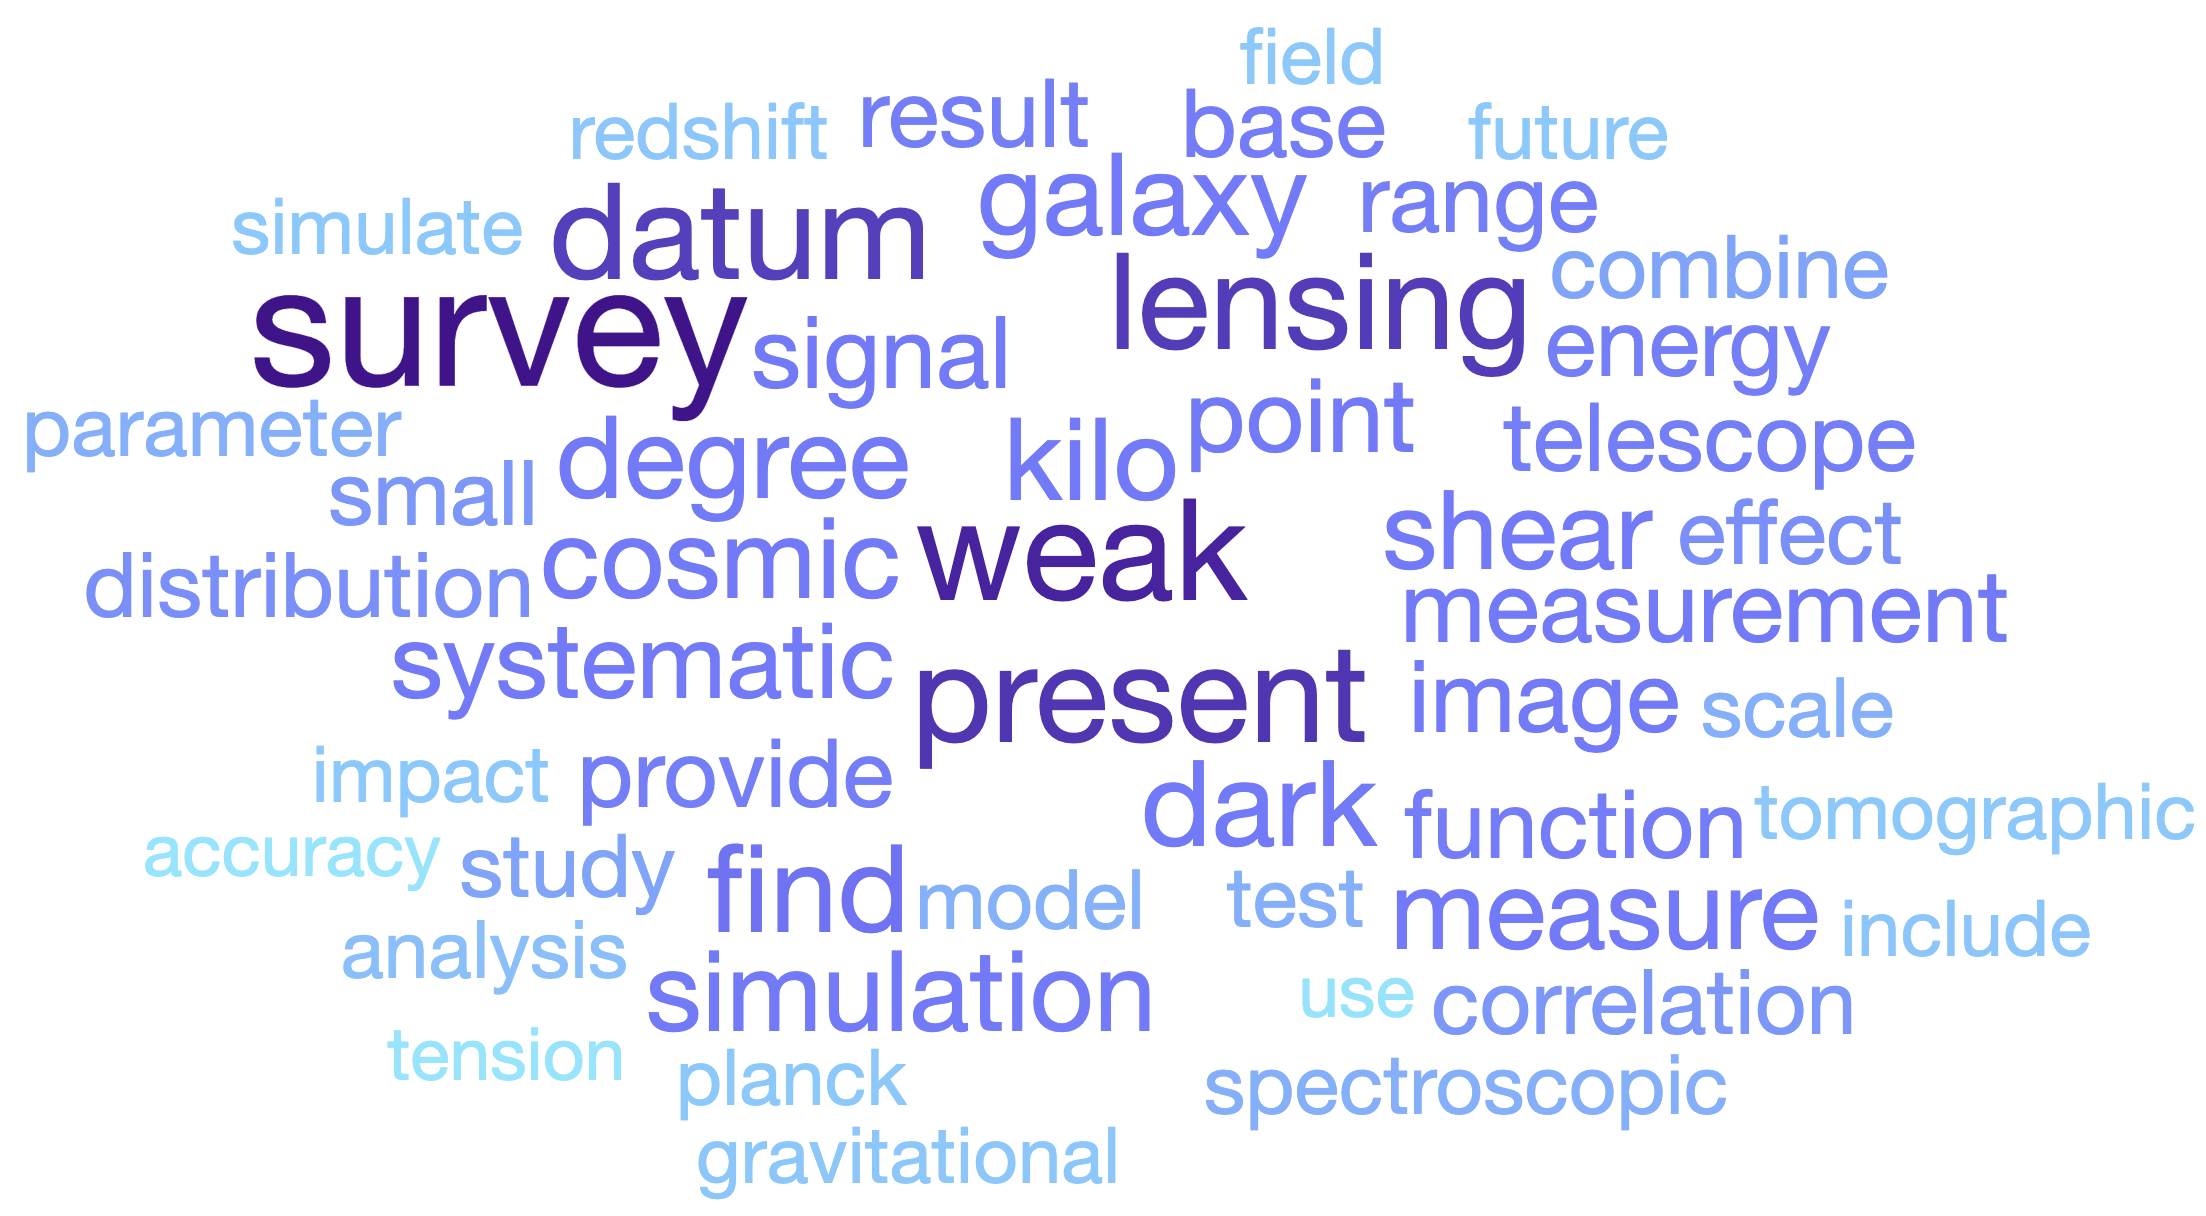 field
redshift result base future
simulate datum galaxy range
survey signal lensing combine
energy
parameter degree kilo point telescope
small
distribution cosmic weak shear effect
measurement
systematic present image scale
impact provide dark function tomographic
accuracy study find model test measure include
analysis simulation use correlation
tension planck spectroscopic
gravitational